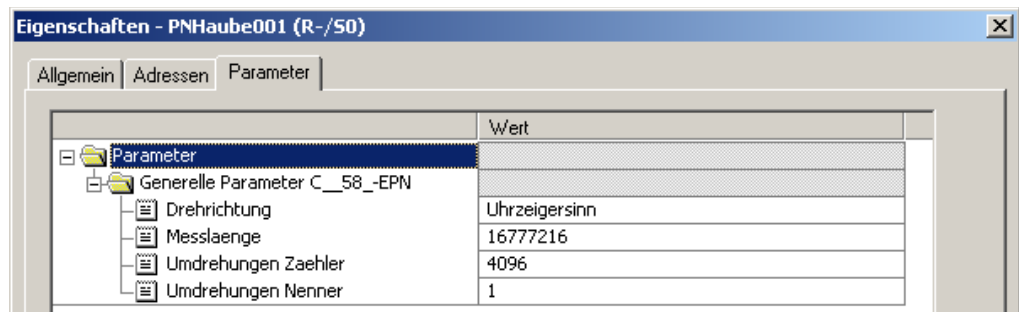 Eigenschaften - PNHaube001 (R-/S0)
Allgemein Adressen Parameter
Wert
Parameter
Generelle Parameter C__58_-EPN
Drehrichtung Uhrzeigersinn
Messlaenge 16777216
Umdrehungen Zaehler 4096
Umdrehungen Nenner 1